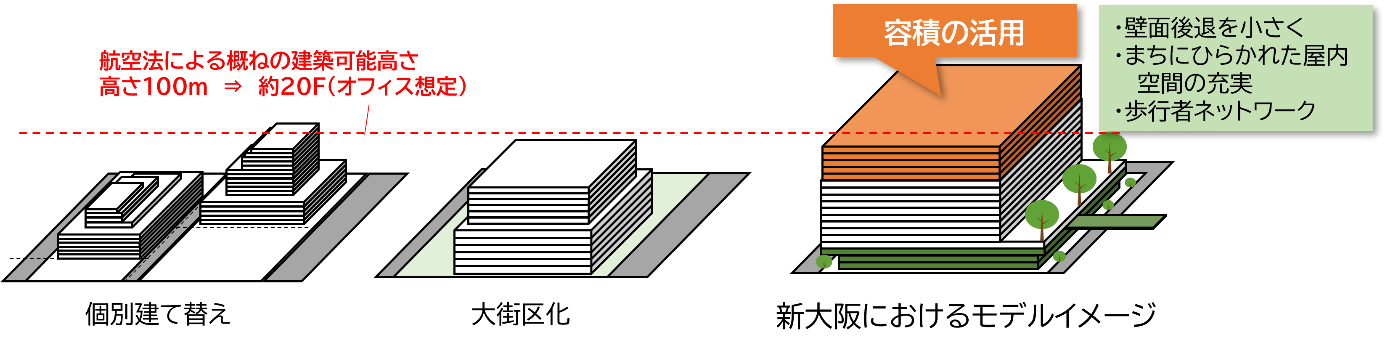 航空法による概ねの建築可能高さ
高さ100m ⇒ 約20F(オフィス想定)
容積の活用
・壁面後退を小さく
・まちにひらかれた屋内
空間の充実
・歩行者ネットワーク
個別建て替え
大街区化
新大阪におけるモデルイメージ